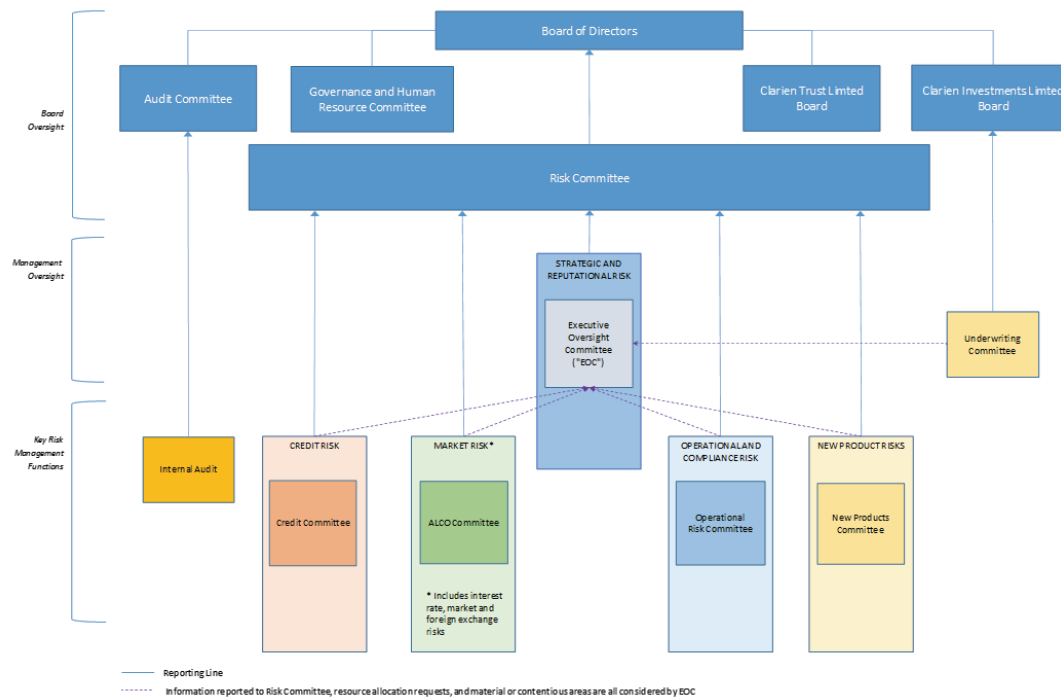 Board of Directors
Audit Committee
Governance and Human
Resource Committee
Clarien Trust Limted
Board
Clarien Investments Limted
Board
Board
Oversight
Risk Committee
Management
Oversight
STRATEGIC AND
REPUTATIONAL RISK
Executive
Oversight
Committee
("EOC")
Underwriting
Committee
Key Risk
Management
Functions
Internal Audit
CREDIT RISK
Credit Committee
MARKET RISK*
ALCO Committee
* Includes interest
rate, market and
foreign exchange
risks
OPERATIONAL AND
COMPLIANCE RISK
Operational
Risk Committee
NEW PRODUCT RISKS
New Products
Committee
Reporting Line
Information reported to Risk Committee, resource allocation requests, and material or contentious areas are all considered by EOC